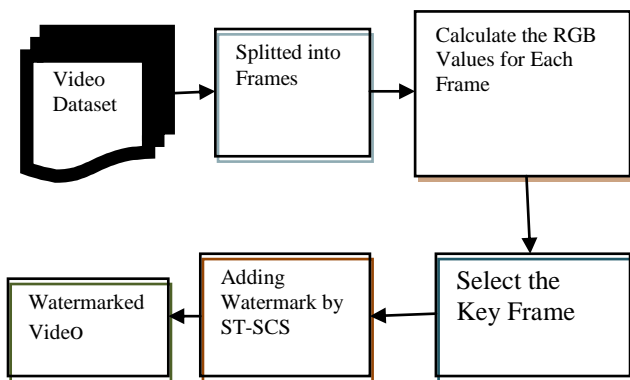 Video
Dataset
Splitted into
Frames
Calculate the RGB
Values for Each
Frame
Select the
Key Frame
Adding
Watermark by
ST-SCS
Watermarked
Video